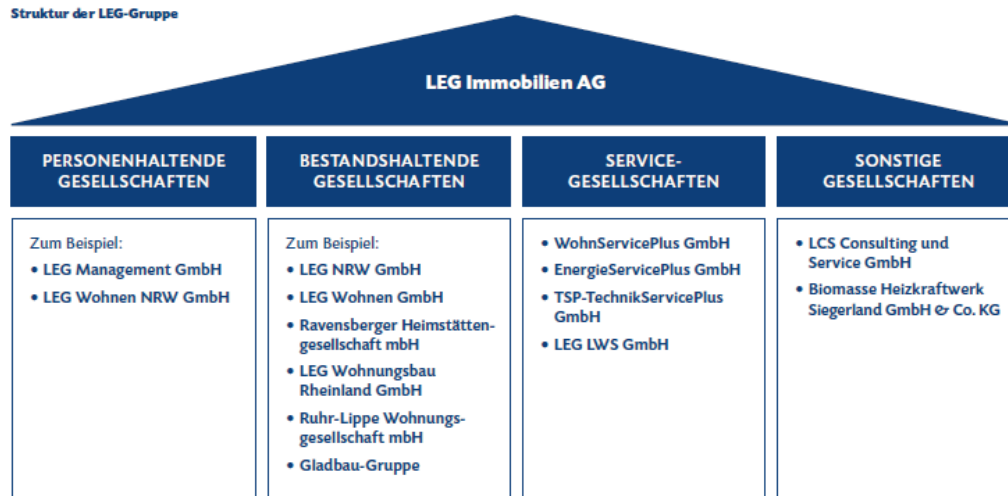 Struktur der LEG-Gruppe
LEG Immobilien AG
PERSONENHALTENDE
GESELLSCHAFTEN
Zum Beispiel:
• LEG Management GmbH
• LEG Wohnen NRW GmbH
BESTANDSHALTENDE
GESELLSCHAFTEN
Zum Beispiel:
• LEG NRW GmbH
• LEG Wohnen GmbH
• Ravensberger Heimstätten-
gesellschaft mbH
• LEG Wohnungsbau
Rheinland GmbH
• Ruhr-Lippe Wohnungs-
gesellschaft mbH
• Gladbau-Gruppe
SERVICE-
GESELLSCHAFTEN
• WohnServicePlus GmbH
• EnergieServicePlus GmbH
• TSP-TechnikServicePlus
GmbH
• LEG LWS GmbH
SONSTIGE
GESELLSCHAFTEN
• LCS Consulting und
Service GmbH
• Biomasse Heizkraftwerk
Siegerland GmbH & Co. KG